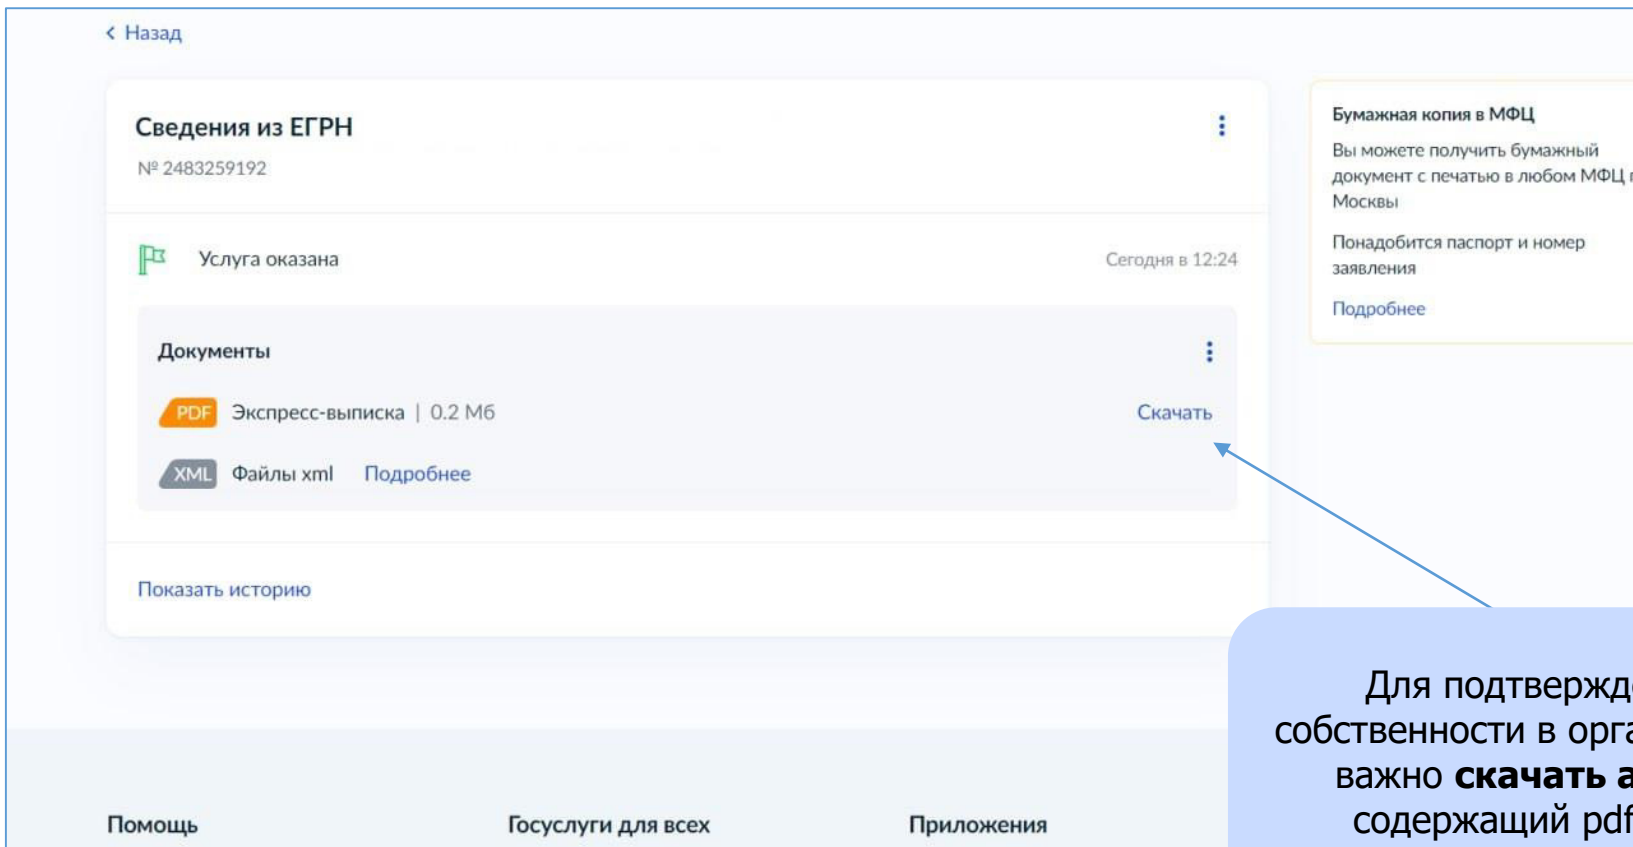 Назад
Сведения из ЕГРН
№ 2483259192
Услуга оказана
Сегодня в 12:24
Документы
PDF Экспресс-выписка | 0.2 Мб
Скачать
XML Файлы xml Подробнее
Показать историю
Бумажная копия в МФЦ
Вы можете получить бумажный
документ с печатью в любом МФЦ г
Москвы
Понадобится паспорт и номер
заявления
Подробнее
Для
собственности в
важно скачать
содержащий pdf
Помощь
Госуслуги для всех
Приложения